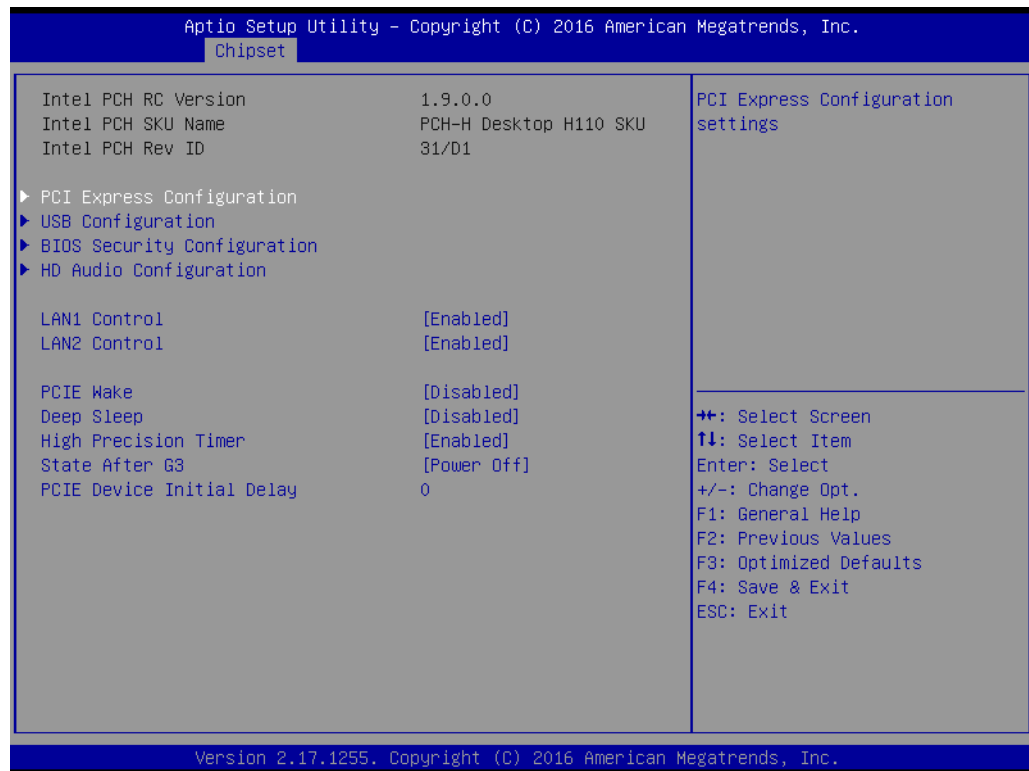 Aptio Setup Utility – Copyright (C) 2016 American Megatrends, Inc.
Chipset
Intel PCH RC Version 1.9.0.0
Intel PCH SKU Name PCH-H Desktop H110 SKU
Intel PCH Rev ID 31/D1
▶ PCI Express Configuration
▶ USB Configuration
▶ BIOS Security Configuration
▶ HD Audio Configuration
LAN1 Control [Enabled]
LAN2 Control [Enabled]
PCIE Wake [Disabled]
Deep Sleep [Disabled]
High Precision Timer [Enabled]
State After G3 [Power Off]
PCIE Device Initial Delay 0
PCI Express Configuration
settings
→←: Select Screen
↑↓: Select Item
Enter: Select
+/-: Change Opt.
F1: General Help
F2: Previous Values
F3: Optimized Defaults
F4: Save & Exit
ESC: Exit
Version 2.17.1255. Copyright (C) 2016 American Megatrends, Inc.